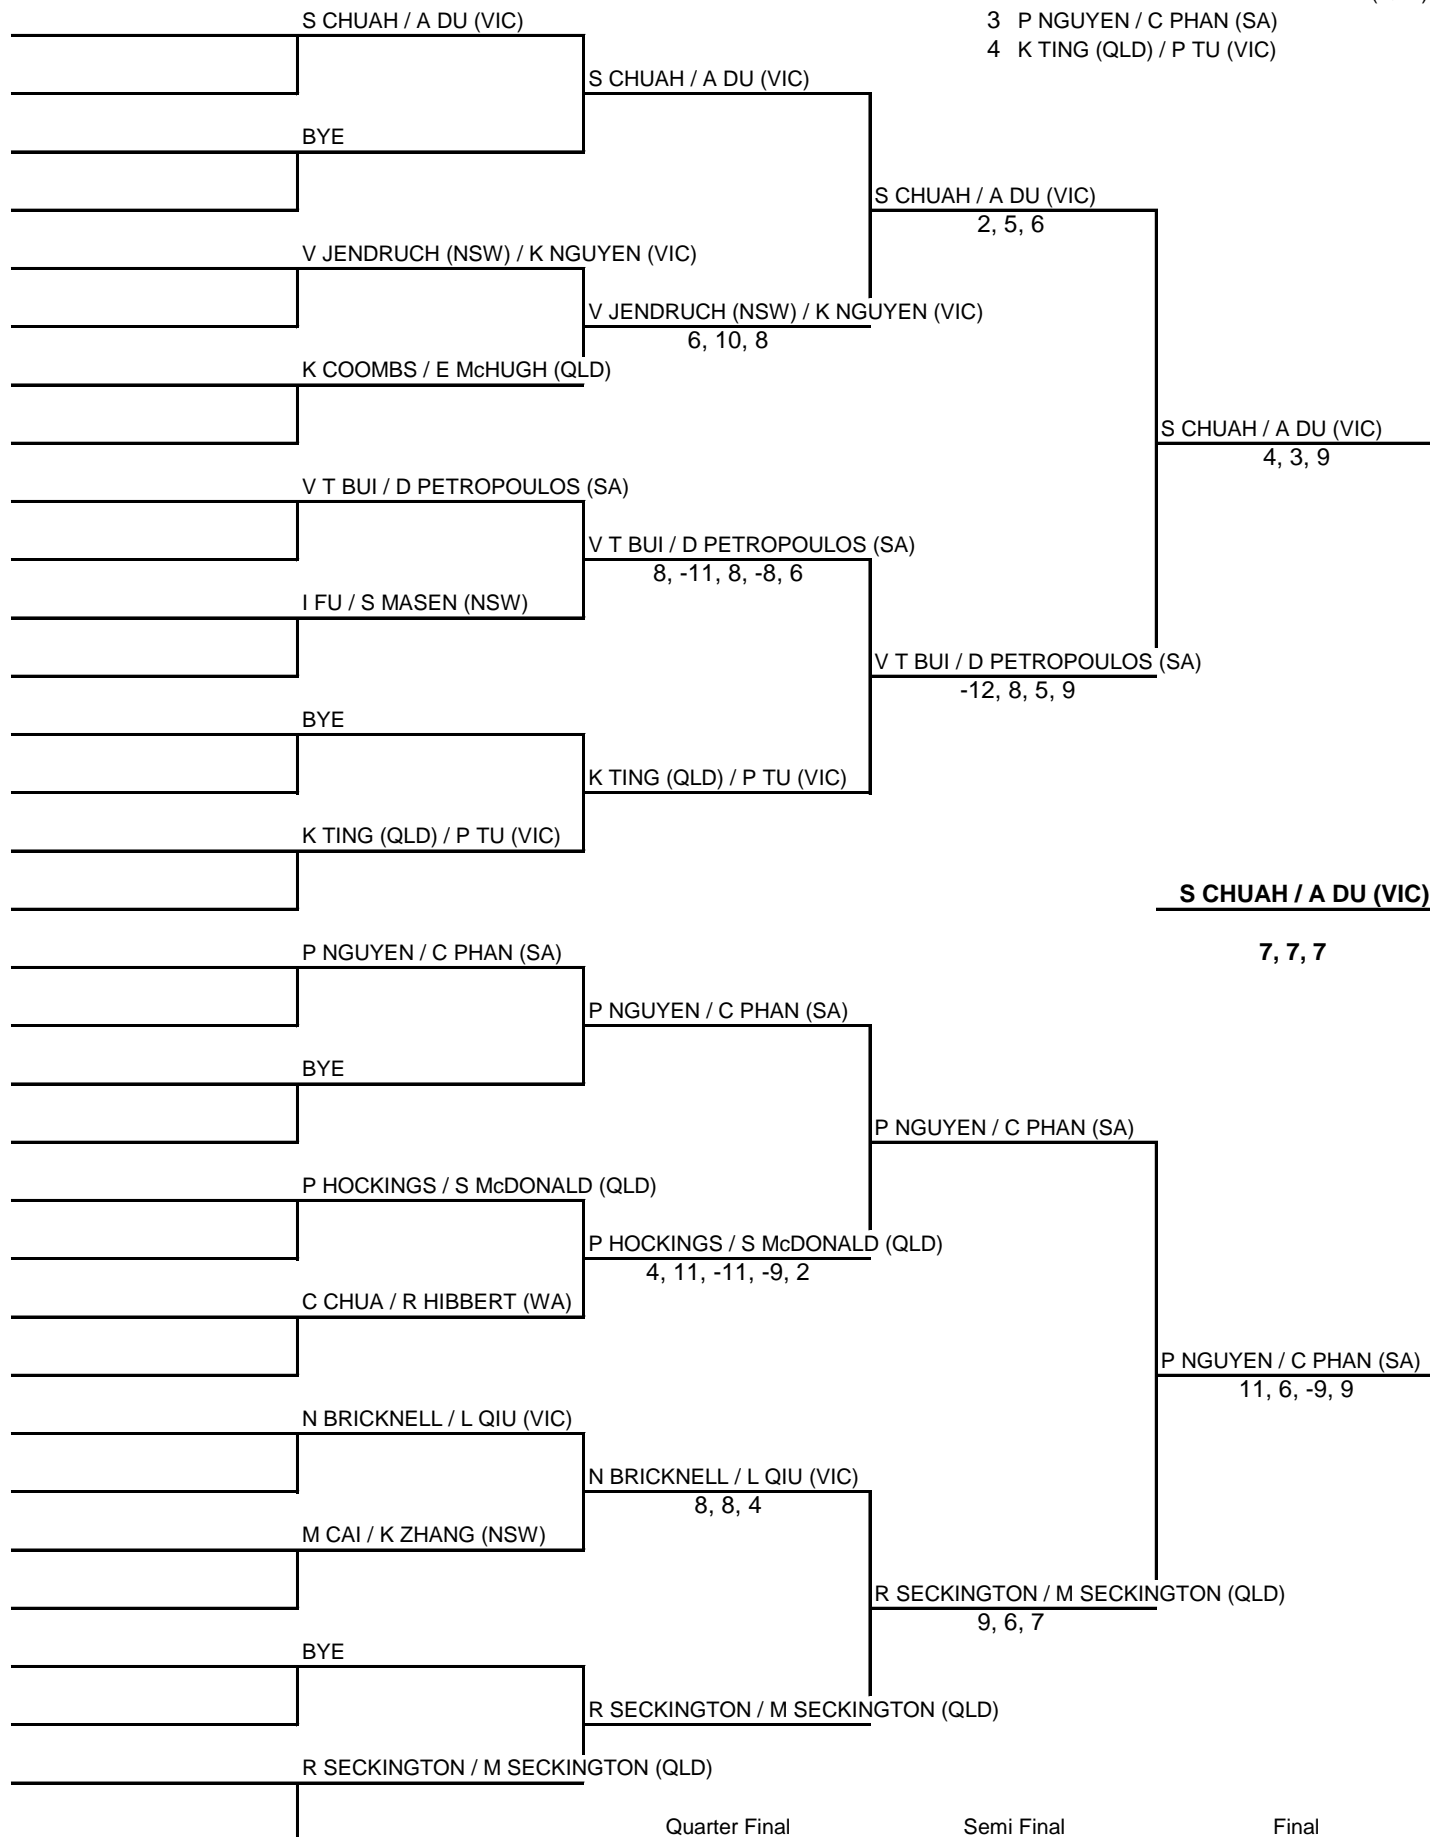 S CHUAH / A DU (VIC)
3 P NGUYEN / C PHAN (SA)
4 K TING (QLD) / P TU (VIC)
S CHUAH / A DU (VIC)
BYE
S CHUAH / A DU (VIC)
2, 5, 6
V JENDRUCH (NSW) / K NGUYEN (VIC)
V JENDRUCH (NSW) / K NGUYEN (VIC)
6, 10, 8
K COOMBS / E McHUGH (QLD)
S CHUAH / A DU (VIC)
4, 3, 9
V T BUI / D PETROPOULOS (SA)
V T BUI / D PETROPOULOS (SA)
8, -11, 8, -8, 6
I FU / S MASEN (NSW)
V T BUI / D PETROPOULOS (SA)
-12, 8, 5, 9
BYE
K TING (QLD) / P TU (VIC)
K TING (QLD) / P TU (VIC)
S CHUAH / A DU (VIC)
7, 7, 7
P NGUYEN / C PHAN (SA)
P NGUYEN / C PHAN (SA)
BYE
P NGUYEN / C PHAN (SA)
P HOCKINGS / S McDONALD (QLD)
P HOCKINGS / S McDONALD (QLD)
4, 11, -11, -9, 2
C CHUA / R HIBBERT (WA)
P NGUYEN / C PHAN (SA)
11, 6, -9, 9
N BRICKNELL / L QIU (VIC)
N BRICKNELL / L QIU (VIC)
8, 8, 4
M CAI / K ZHANG (NSW)
R SECKINGTON / M SECKINGTON (QLD)
9, 6, 7
BYE
R SECKINGTON / M SECKINGTON (QLD)
R SECKINGTON / M SECKINGTON (QLD)
Quarter Final Semi Final Final